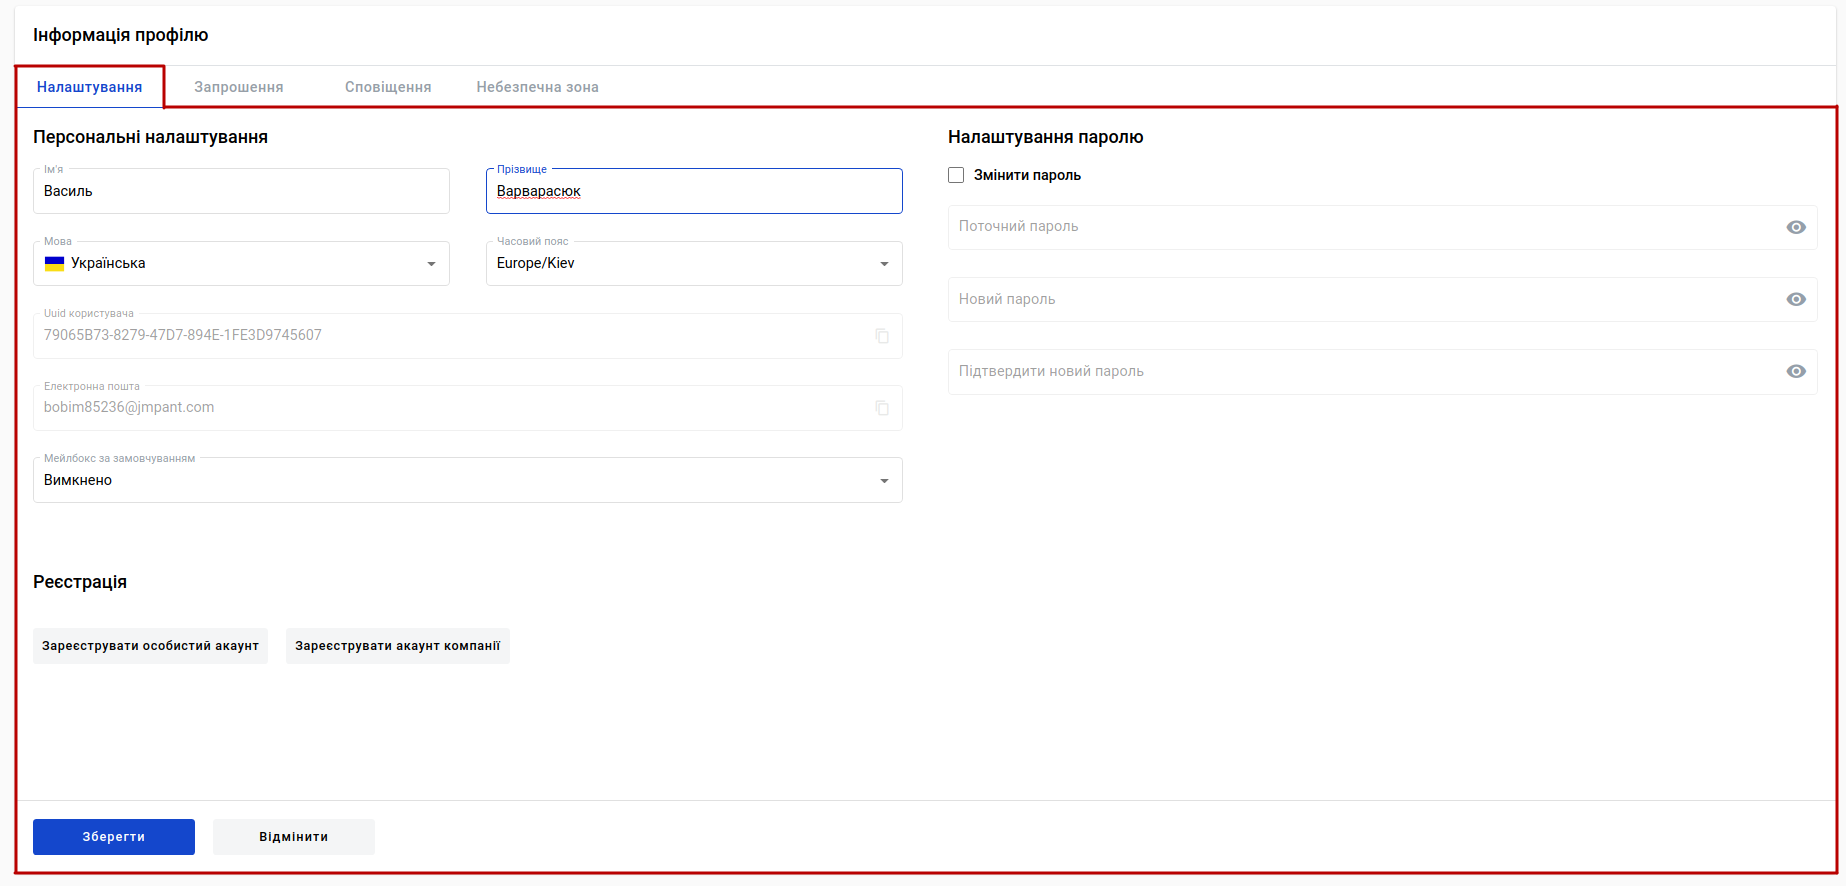 Інформація профілю
Налаштування
Запрошення
Сповіщення
Небезпечна зона
Персональні налаштування
Ім'я
Василь
Прізвище
Варварасюк
Мова
Українська
Часовий пояс
Europe/Kiev
Uuid користувача
79065B73-8279-47D7-894E-1FE3D9745607
Електронна пошта
bobim85236@jmpant.com
Мейлбокс за замовчуванням
Вимкнено
Налаштування паролю
Змінити пароль
Поточний пароль
Новий пароль
Підтвердити новий пароль
Реєстрація
Зареєструвати особистий акаунт
Зареєструвати акаунт компанії
Зберегти
Відмінити